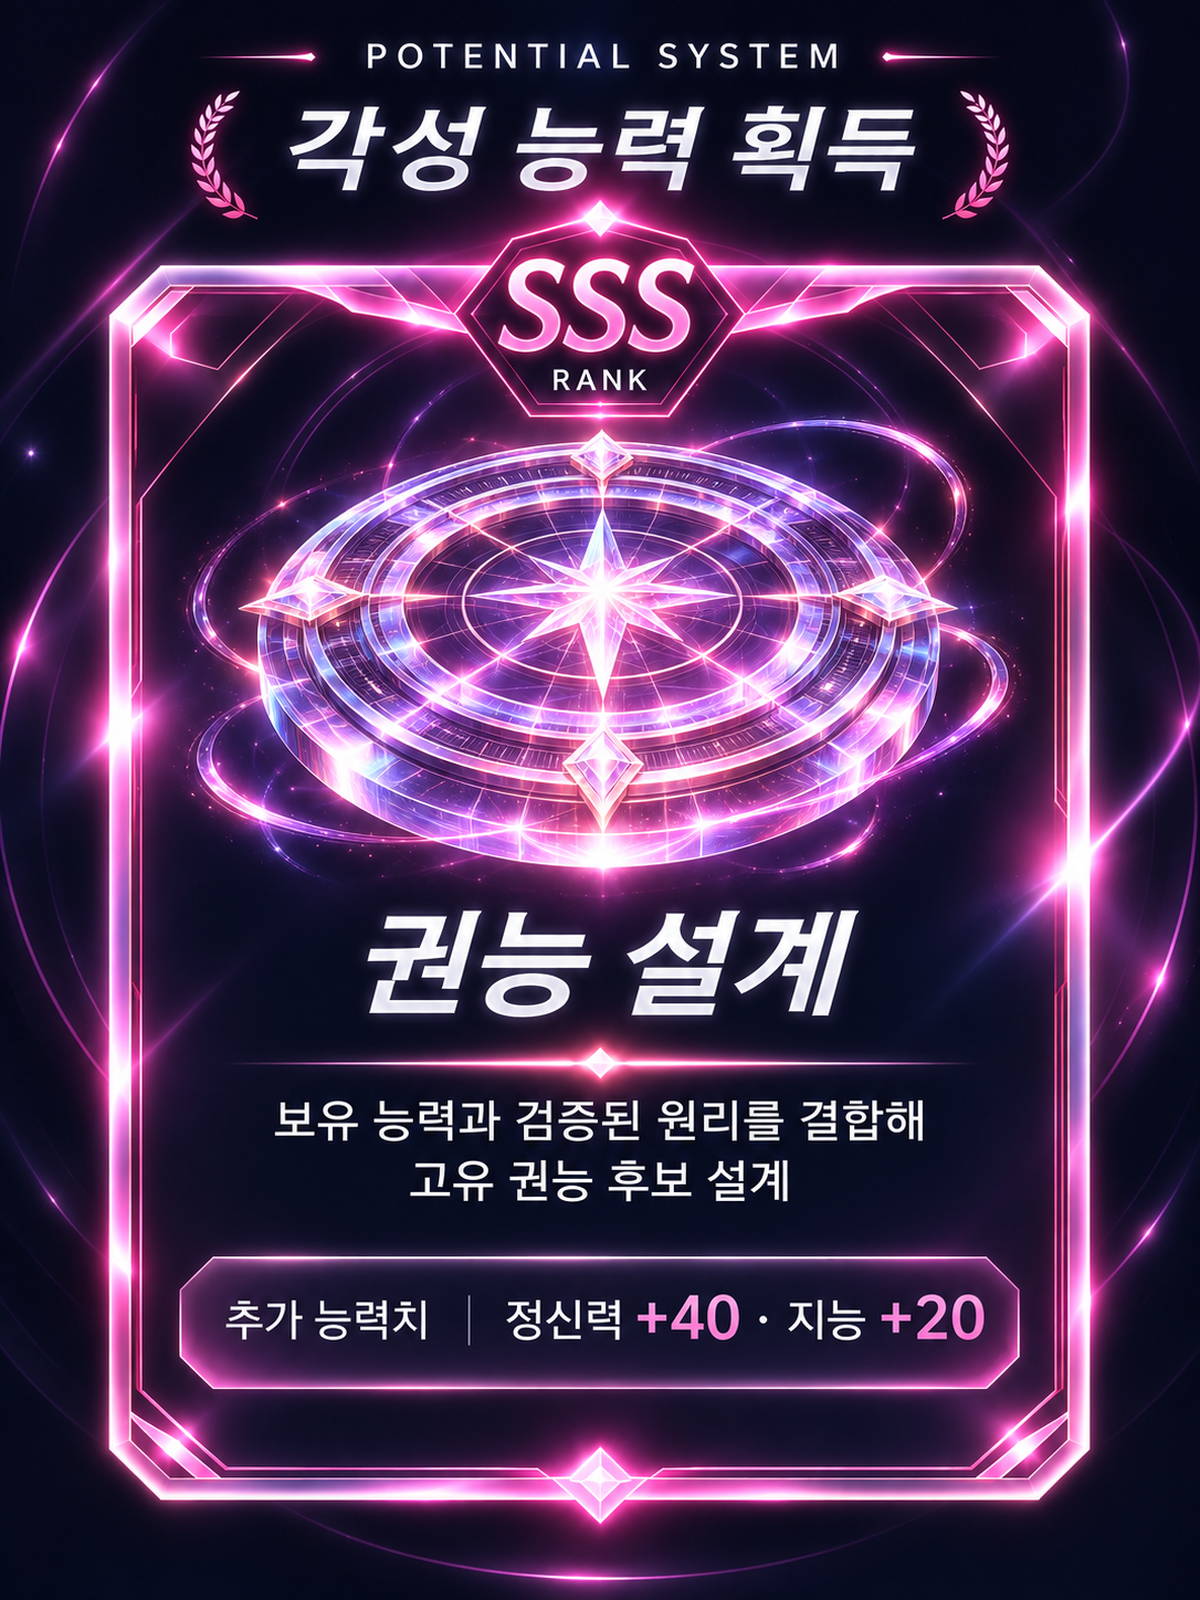 POTENTIAL SYSTEM
각성 능력 획득
SSS
RANK
권능 설계
보유 능력과 검증된 원리를 결합해
고유 권능 후보 설계
추가 능력치 | 정신력 +40 · 지능 +20